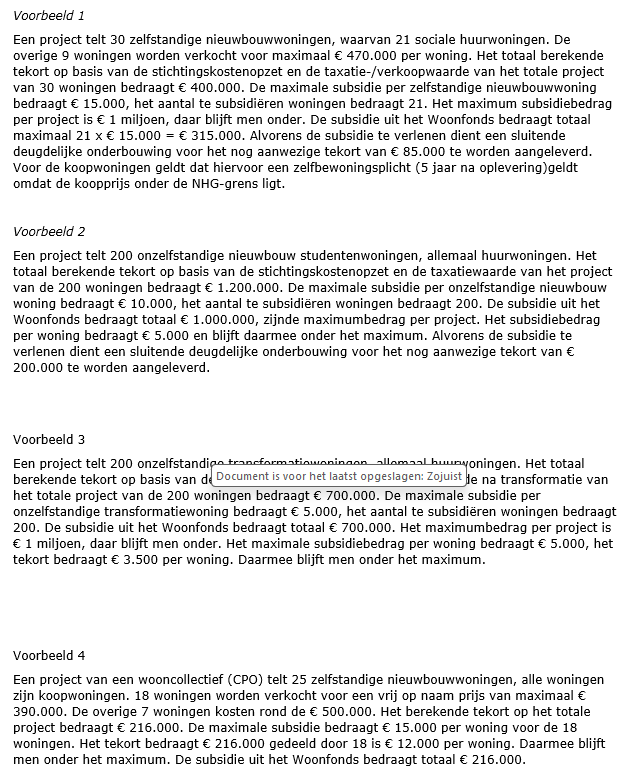 Voorbeeld 1
Een project telt 30 zelfstandige nieuwbouwwoningen, waarvan 21 sociale huurwoningen. De
overige 9 woningen worden verkocht voor maximaal € 470.000 per woning. Het totaal berekende
tekort op basis van de stichtingskostenopzet en de taxatie-/verkoopwaarde van het totale project
van 30 woningen bedraagt € 400.000. De maximale subsidie per zelfstandige nieuwbouwwoning
bedraagt € 15.000, het aantal te subsidiëren woningen bedraagt 21. Het maximum subsidiebedrag
per project is € 1 miljoen, daar blijft men onder. De subsidie uit het Woonfonds bedraagt totaal
maximaal 21 x € 15.000 = € 315.000. Alvorens de subsidie te verlenen dient een sluitende
deugdelijke onderbouwing voor het nog aanwezige tekort van € 85.000 te worden aangeleverd.
Voor de koopwoningen geldt dat hiervoor een zelfbewoningsplicht (5 jaar na oplevering)geldt
omdat de koopprijs onder de NHG-grens ligt.
Voorbeeld 2
Een project telt 200 onzelfstandige nieuwbouw studentenwoningen, allemaal huurwoningen. Het
totaal berekende tekort op basis van de stichtingskostenopzet en de taxatiewaarde van het project
van de 200 woningen bedraagt € 1.200.000. De maximale subsidie per onzelfstandige nieuwbouw
woning bedraagt € 10.000, het aantal te subsidiëren woningen bedraagt 200. De subsidie uit het
Woonfonds bedraagt totaal € 1.000.000, zijnde maximumbedrag per project. Het subsidiebedrag
per woning bedraagt € 5.000 en blijft daarmee onder het maximum. Alvorens de subsidie te
verlenen dient een sluitende deugdelijke onderbouwing voor het nog aanwezige tekort van €
200.000 te worden aangeleverd.
Voorbeeld 3
Een project telt 200 onzelfstandige transformatiewoningen, allemaal huurwoningen. Het totaal
berekende tekort op basis van de Document is voor het laatst opgeslagen: Zojuist de na transformatie van
het totale project van de 200 woningen bedraagt € 700.000. De maximale subsidie per
onzelfstandige transformatiewoning bedraagt € 5.000, het aantal te subsidiëren woningen bedraagt
200. De subsidie uit het Woonfonds bedraagt totaal € 700.000. Het maximumbedrag per project is
€ 1 miljoen, daar blijft men onder. Het maximale subsidiebedrag per woning bedraagt € 5.000, het
tekort bedraagt € 3.500 per woning. Daarmee blijft men onder het maximum.
Voorbeeld 4
Een project van een wooncollectief (CPO) telt 25 zelfstandige nieuwbouwwoningen, alle woningen
zijn koopwoningen. 18 woningen worden verkocht voor een vrij op naam prijs van maximaal €
390.000. De overige 7 woningen kosten rond de € 500.000. Het berekende tekort op het totale
project bedraagt € 216.000. De maximale subsidie bedraagt € 15.000 per woning voor de 18
woningen. Het tekort bedraagt € 216.000 gedeeld door 18 is € 12.000 per woning. Daarmee blijft
men onder het maximum. De subsidie uit het Woonfonds bedraagt totaal € 216.000.